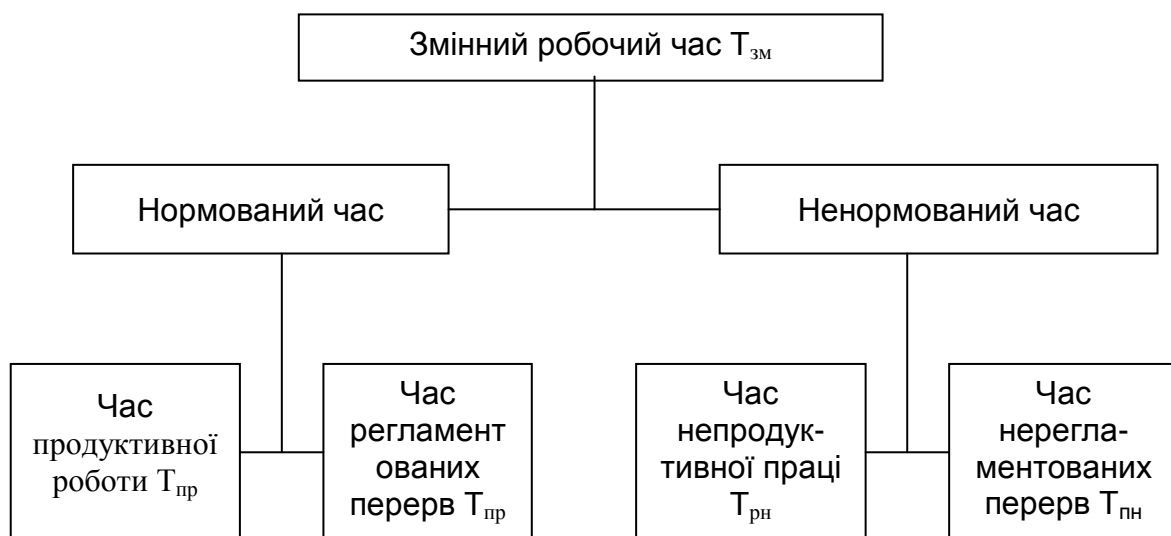 Змінний робочий час Тзм
Нормований час
Ненормований час
Час
продуктивної
роботи Тпр
Час
регламент
ованих
перерв Тпр
Час
непродук-
тивної праці
Трн
Час
нерегла-
ментованих
перерв Тпн